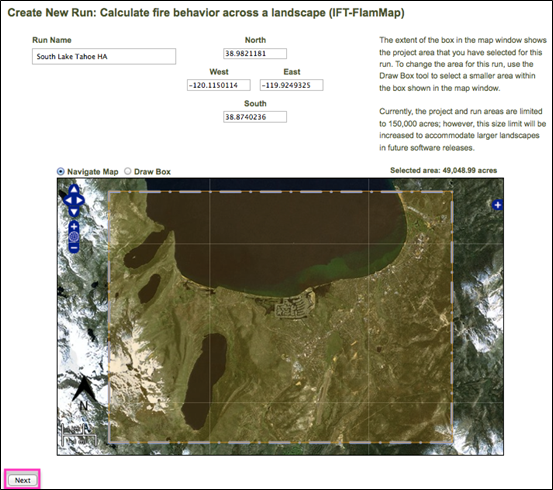 Create New Run: Calculate fire behavior across a landscape (IFT-FlamMap)
Run Name
South Lake Tahoe HA
North
38.9821181
West
East
-120.1150114
-119.9249325
South
38.8740236
The extent of the box in the map window shows
the project area that you have selected for this
run. To change the area for this run, use the
Draw Box tool to select a smaller area within
the box shown in the map window.
Currently, the project and run areas are limited
to 150,000 acres; however, this size limit will be
increased to accommodate larger landscapes
in future software releases.
Navigate Map
Draw Box
Selected area: 49,048.99 acres
N
Next